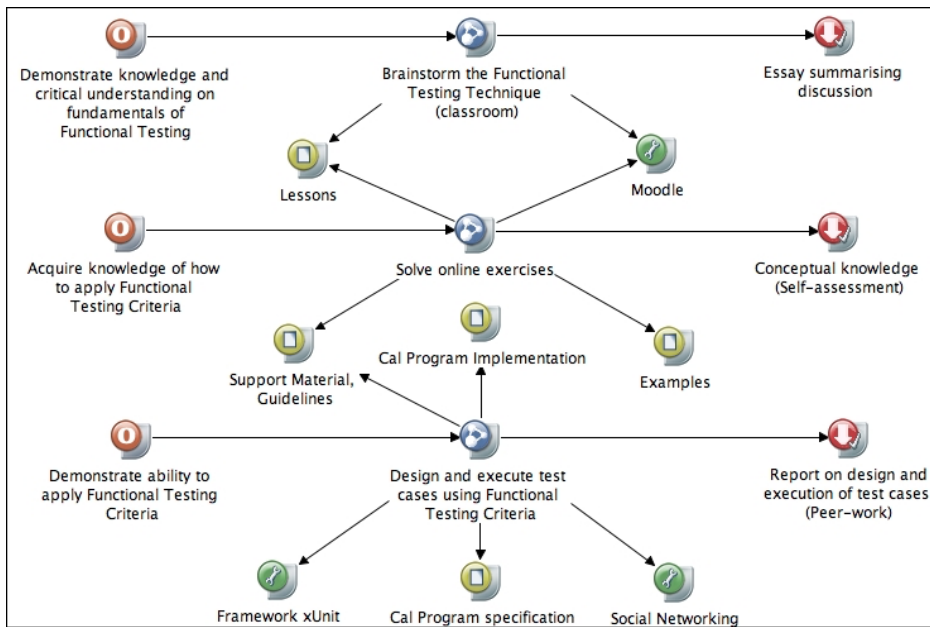 Demonstrate knowledge and
critical understanding on
fundamentals of
Functional Testing
Brainstorm the Functional
Testing Technique
(classroom)
Essay summarising
discussion
Lessons
Moodle
Acquire knowledge of how
to apply Functional
Testing Criteria
Solve online exercises
Conceptual knowledge
(Self-assessment)
Support Material,
Guidelines
Cal Program Implementation
Examples
Demonstrate ability to
apply Functional Testing
Criteria
Design and execute test
cases using Functional
Testing Criteria
Report on design and
execution of test cases
(Peer-work)
Framework xUnit
Cal Program specification
Social Networking